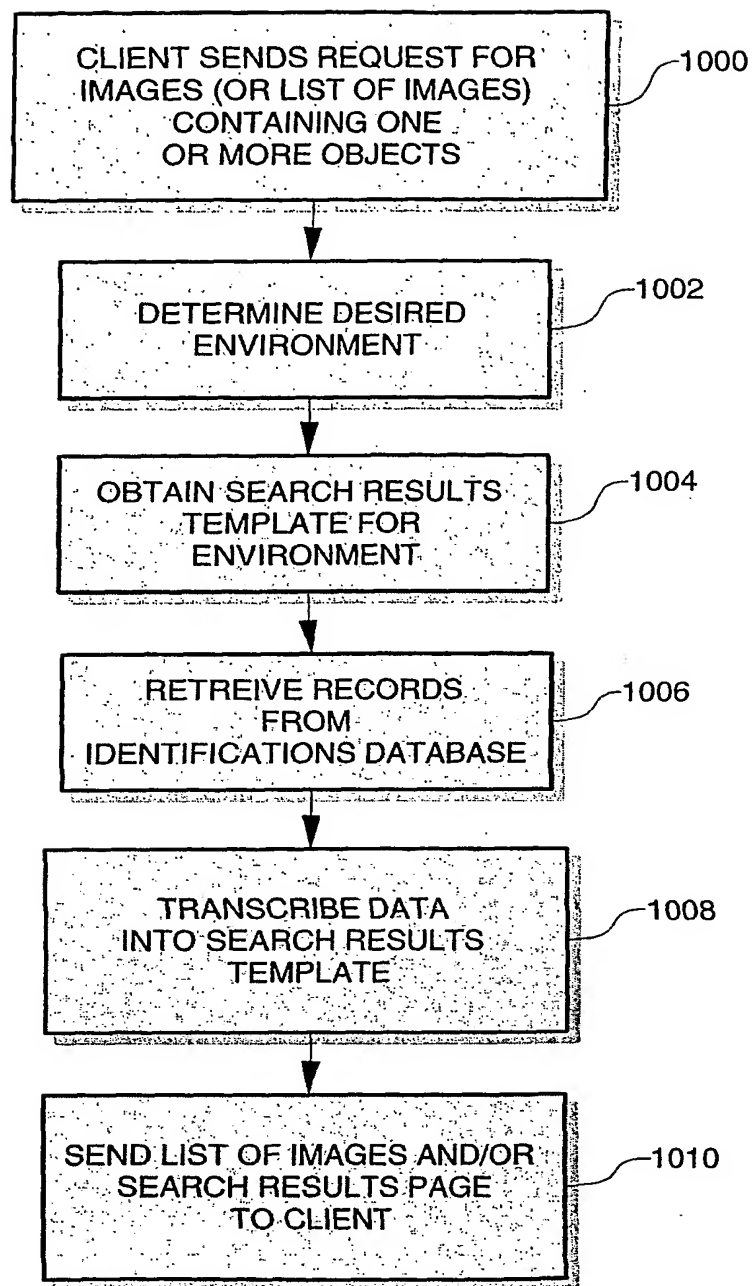 CLIENT SENDS REQUEST FOR
IMAGES (OR LIST OF IMAGES)
CONTAINING ONE
OR MORE OBJECTS
1000
DETERMINE DESIRED
ENVIRONMENT
1002
OBTAIN SEARCH RESULTS
TEMPLATE FOR
ENVIRONMENT
1004
RETREIVE RECORDS
FROM
IDENTIFICATIONS DATABASE
1006
TRANSCRIBE DATA
INTO SEARCH RESULTS
TEMPLATE
1008
SEND LIST OF IMAGES AND/OR
SEARCH RESULTS PAGE
TO CLIENT
1010